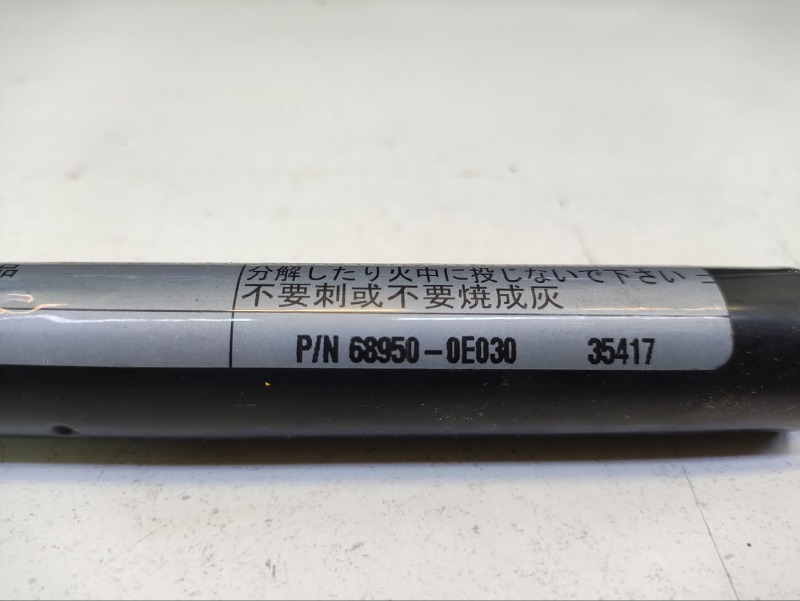 分解したり火中に投じないで下さい
不要刺或不要焼成灰
P/N 68950-0E030 35417